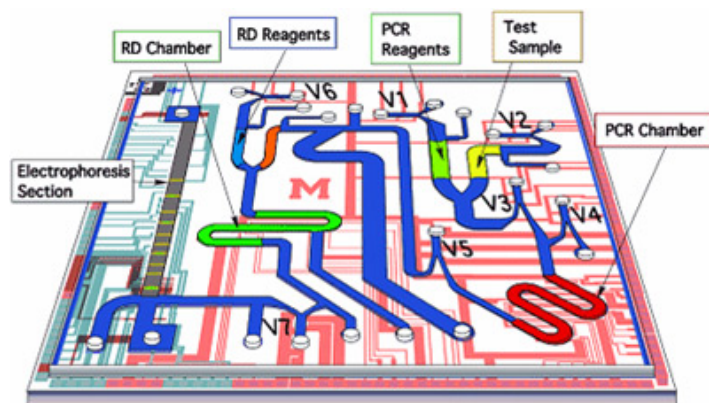 RD Chamber
RD Reagents
PCR
Reagents
Test
Sample
PCR Chamber
Electrophoresis
Section
V6
V1
V2
V3
V4
V5
M
V7